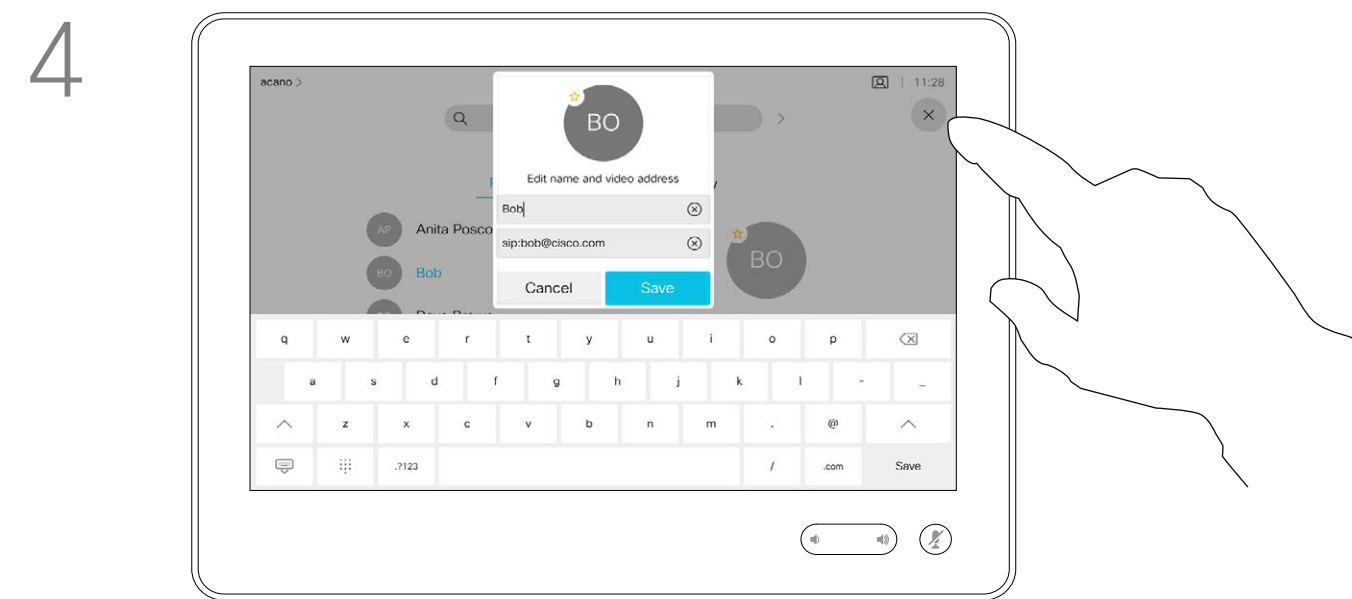 4
acano >
11:28
BO
Edit name and video address
Bob
sip:bob@cisco.com
Cancel Save
AP Anita Posco
BO Bob
BO
q w e r t y u i o p
a s d f g h j k l - _
z x c v b n m . @
.?123 / .com Save